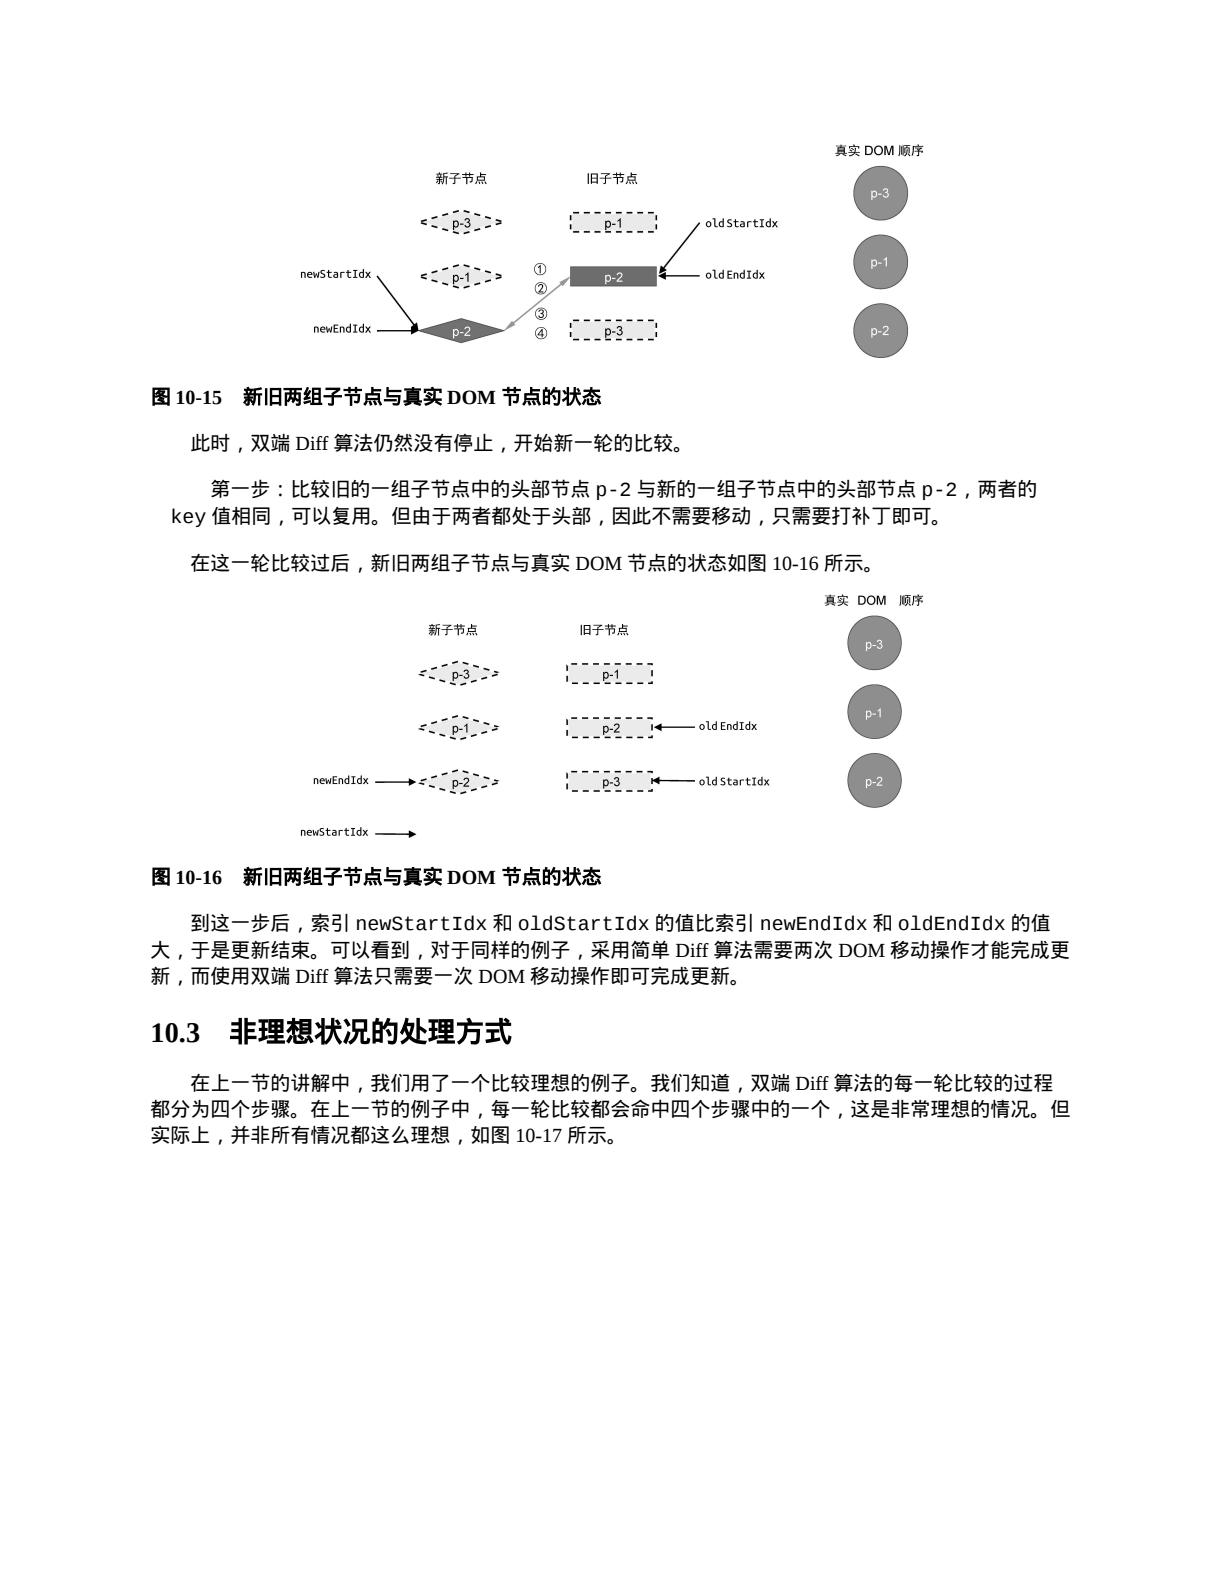 真实 DOM 顺序
新子节点 旧子节点
p-3
p-3 p-1 oldStartIdx
p-1
newStartIdx p-1 ① p-2 oldEndIdx
②
③
newEndIdx p-2 ④ p-3 p-2
图 10-15 新旧两组子节点与真实 DOM 节点的状态
此时，双端 Diff 算法仍然没有停止，开始新一轮的比较。
第一步：比较旧的一组子节点中的头部节点 p-2 与新的一组子节点中的头部节点 p-2，两者的
key 值相同，可以复用。但由于两者都处于头部，因此不需要移动，只需要打补丁即可。
在这一轮比较过后，新旧两组子节点与真实 DOM 节点的状态如图 10-16 所示。
真实 DOM 顺序
新子节点 旧子节点
p-3
p-3 p-1
p-1
p-1 p-2 oldEndIdx
newEndIdx p-2 p-3 oldStartIdx p-2
newStartIdx
图 10-16 新旧两组子节点与真实 DOM 节点的状态
到这一步后，索引 newStartIdx 和 oldStartIdx 的值比索引 newEndIdx 和 oldEndIdx 的值
大，于是更新结束。可以看到，对于同样的例子，采用简单 Diff 算法需要两次 DOM 移动操作才能完成更
新，而使用双端 Diff 算法只需要一次 DOM 移动操作即可完成更新。
10.3 非理想状况的处理方式
在上一节的讲解中，我们用了一个比较理想的例子。我们知道，双端 Diff 算法的每一轮比较的过程
都分为四个步骤。在上一节的例子中，每一轮比较都会命中四个步骤中的一个，这是非常理想的情况。但
实际上，并非所有情况都这么理想，如图 10-17 所示。